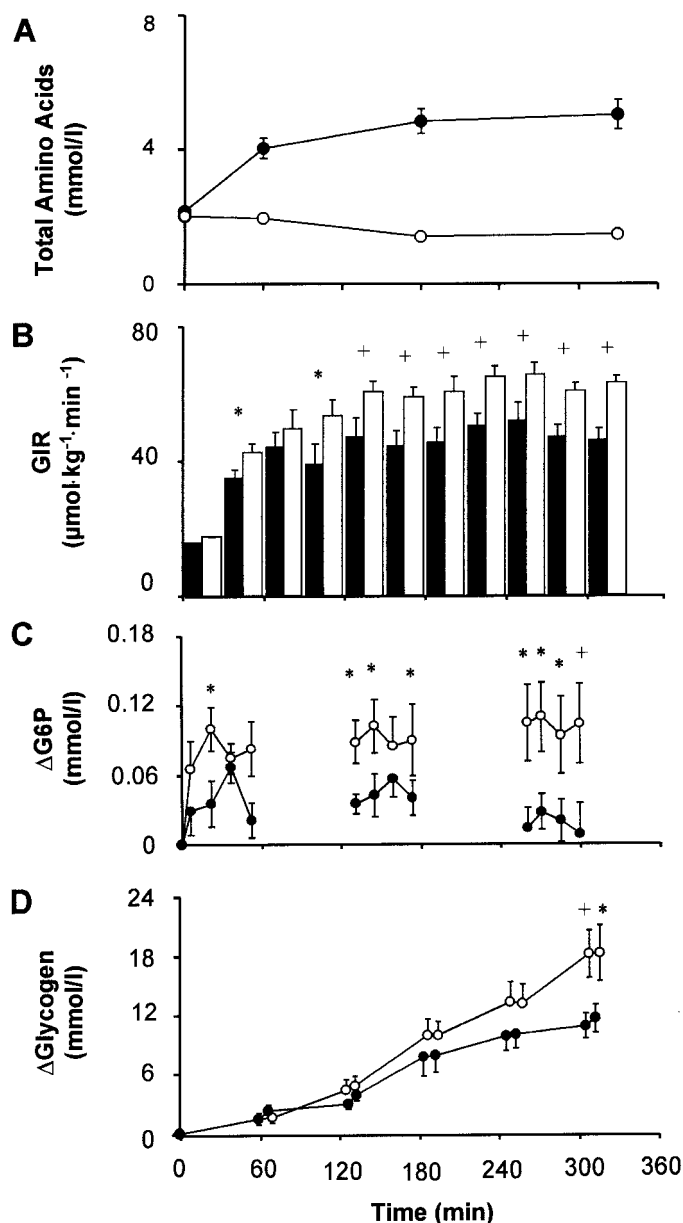 A
8
4
0
Total Amino Acids
(mmol/l)
B
80
40
0
GIR
(µmol·kg-1·min -1)
* * + + + + + + +
C
0.18
0.12
0.06
0
ΔG6P
(mmol/l)
* * * * * * * +
D
24
18
12
6
0
ΔGlycogen
(mmol/l)
+ *
0 60 120 180 240 300 360
Time (min)